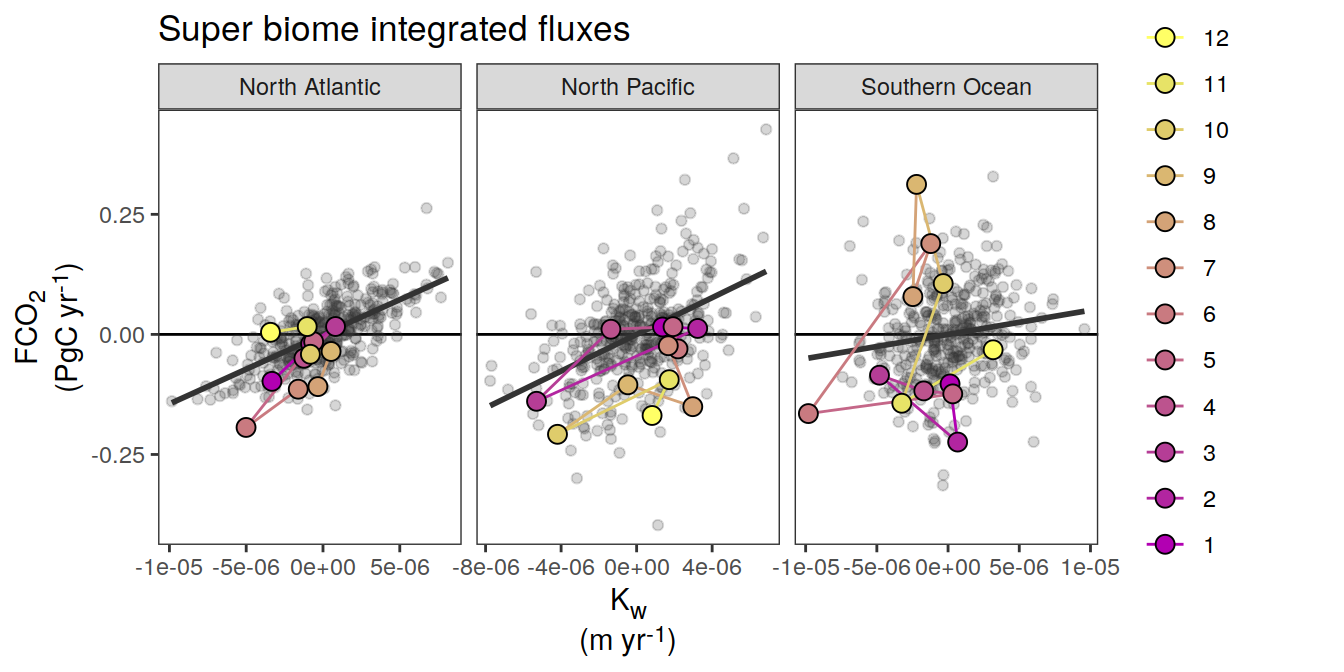 Super biome integrated fluxes
North Atlantic
North Pacific
Southern Ocean
FCO2
(PgC yr-1)
0.25
0.00
-0.25
-1e-05 -5e-06 0e+00 5e-06
-8e-06 -4e-06 0e+00 4e-06
-1e-05 -5e-06 0e+00 5e-06 1e-05
Kw
(m yr-1)
12
11
10
9
8
7
6
5
4
3
2
1